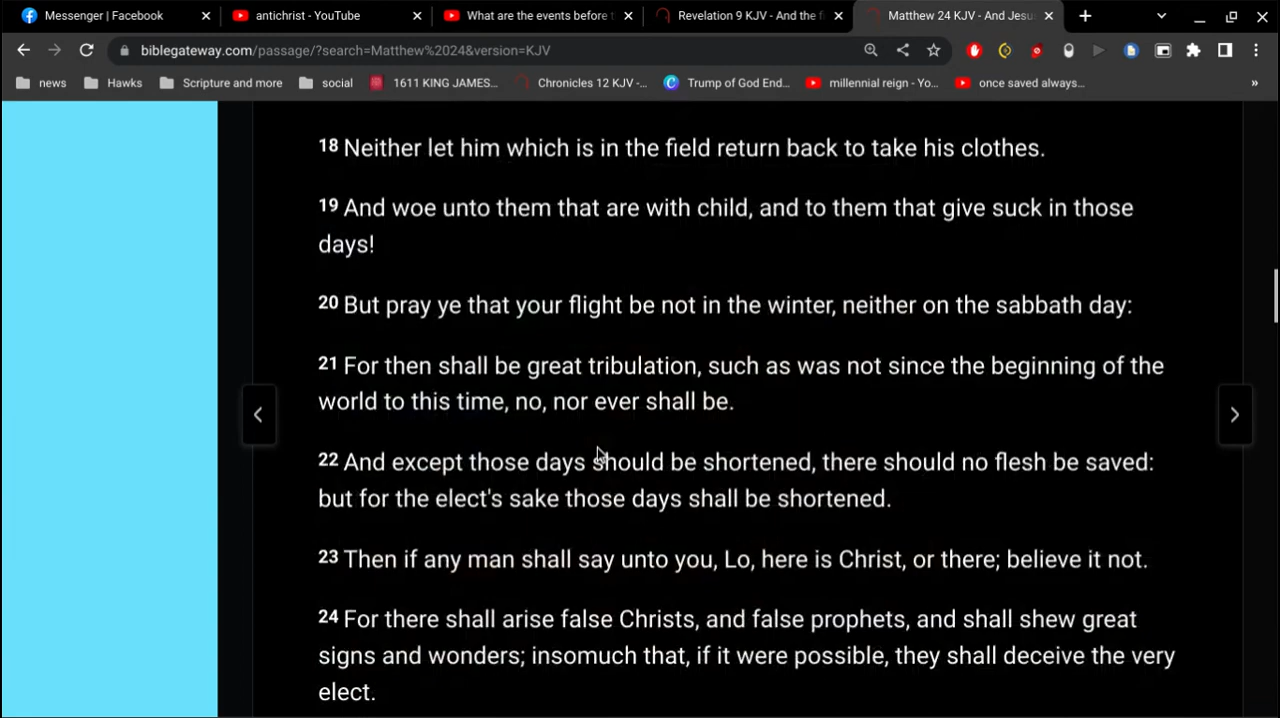 Messenger | Facebook
antichrist - YouTube
What are the events before t
Revelation 9 KJV - And the fi
Matthew 24 KJV - And Jesu
biblegateway.com/passage/?search=Matthew%2024&version=KJV
news
Hawks
Scripture and more
social
1611 KING JAMES...
Chronicles 12 KJV -...
Trump of God End...
millennial reign - Yo...
once saved always...
»
18 Neither let him which is in the field return back to take his clothes.
19 And woe unto them that are with child, and to them that give suck in those
days!
20 But pray ye that your flight be not in the winter, neither on the sabbath day:
21 For then shall be great tribulation, such as was not since the beginning of the
world to this time, no, nor ever shall be.
22 And except those days should be shortened, there should no flesh be saved:
but for the elect's sake those days shall be shortened.
23 Then if any man shall say unto you, Lo, here is Christ, or there; believe it not.
24 For there shall arise false Christs, and false prophets, and shall shew great
signs and wonders; insomuch that, if it were possible, they shall deceive the very
elect.